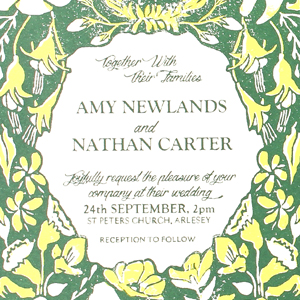 Together With
their Families
AMY NEWLANDS
and
NATHAN CARTER
Joyfully request the pleasure of your
company at their wedding
24th SEPTEMBER, 2pm
ST PETERS CHURCH, ARLESEY
RECEPTION TO FOLLOW